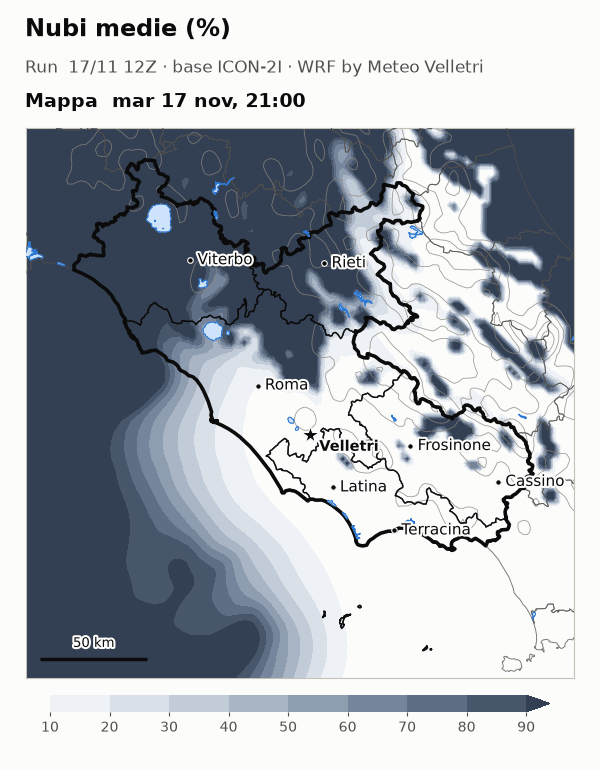 Nubi medie (%)
Run 17/11 12Z · base ICON-2I · WRF by Meteo Velletri
Mappa mar 17 nov, 21:00
Viterbo
Rieti
Roma
Velletri
Frosinone
Latina
Cassino
Terracina
50 km
10 20 30 40 50 60 70 80 90